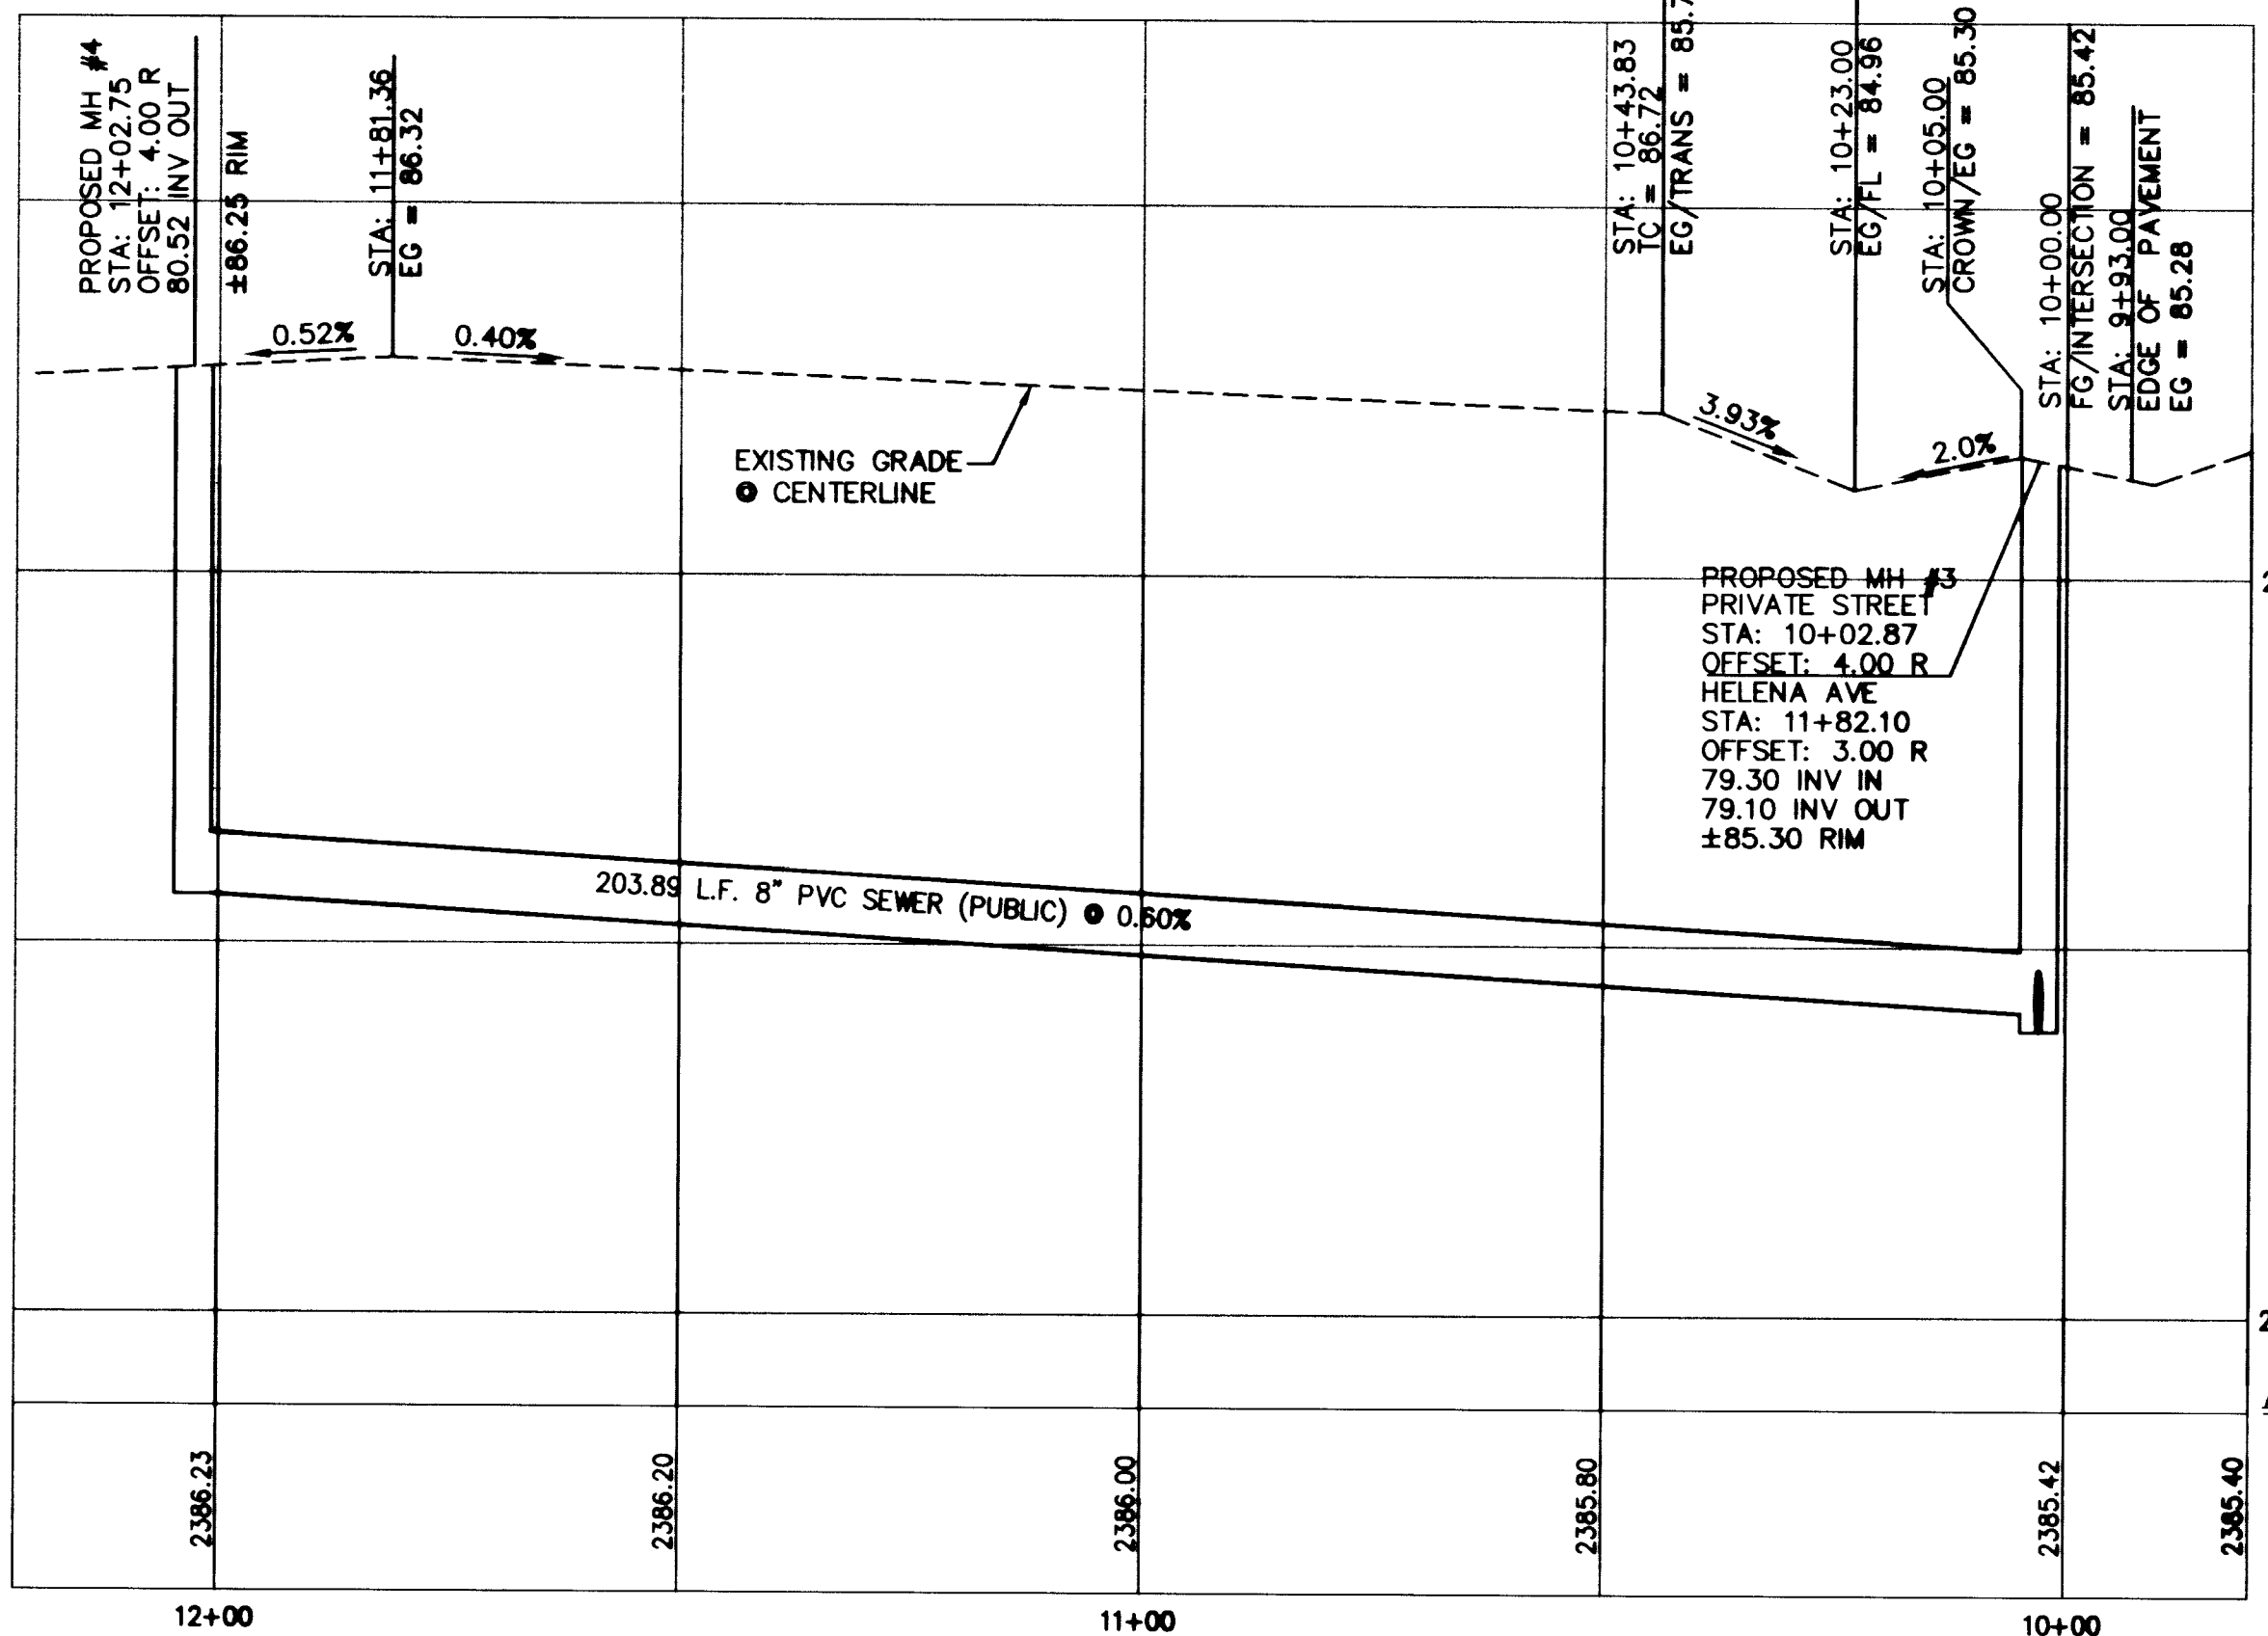 PROPOSED MH #4
STA: 12+02.75
OFFSET: 4.00 R
80.52 INV OUT
±86.25 RIM
STA: 11+81.36
EG = 86.32
STA: 10+43.83
TC = 86.72
EG/TRANS = 85.7
STA: 10+23.00
EG/FL = 84.96
STA: 10+05.00
CROWN/EG = 85.30
STA: 10+00.00
FG/INTERSECTION = 85.42
STA: 9+93.00
EDGE OF PAVEMENT
EG = 85.28
0.52%
0.40%
3.93%
2.0%
EXISTING GRADE
@ CENTERLINE
PROPOSED MH #3
PRIVATE STREET
STA: 10+02.87
OFFSET: 4.00 R
HELENA AVE
STA: 11+82.10
OFFSET: 3.00 R
79.30 INV IN
79.10 INV OUT
±85.30 RIM
203.89 L.F. 8" PVC SEWER (PUBLIC) @ 0.60%
2386.23
2386.20
2386.00
2385.80
2385.42
2385.40
12+00
11+00
10+00